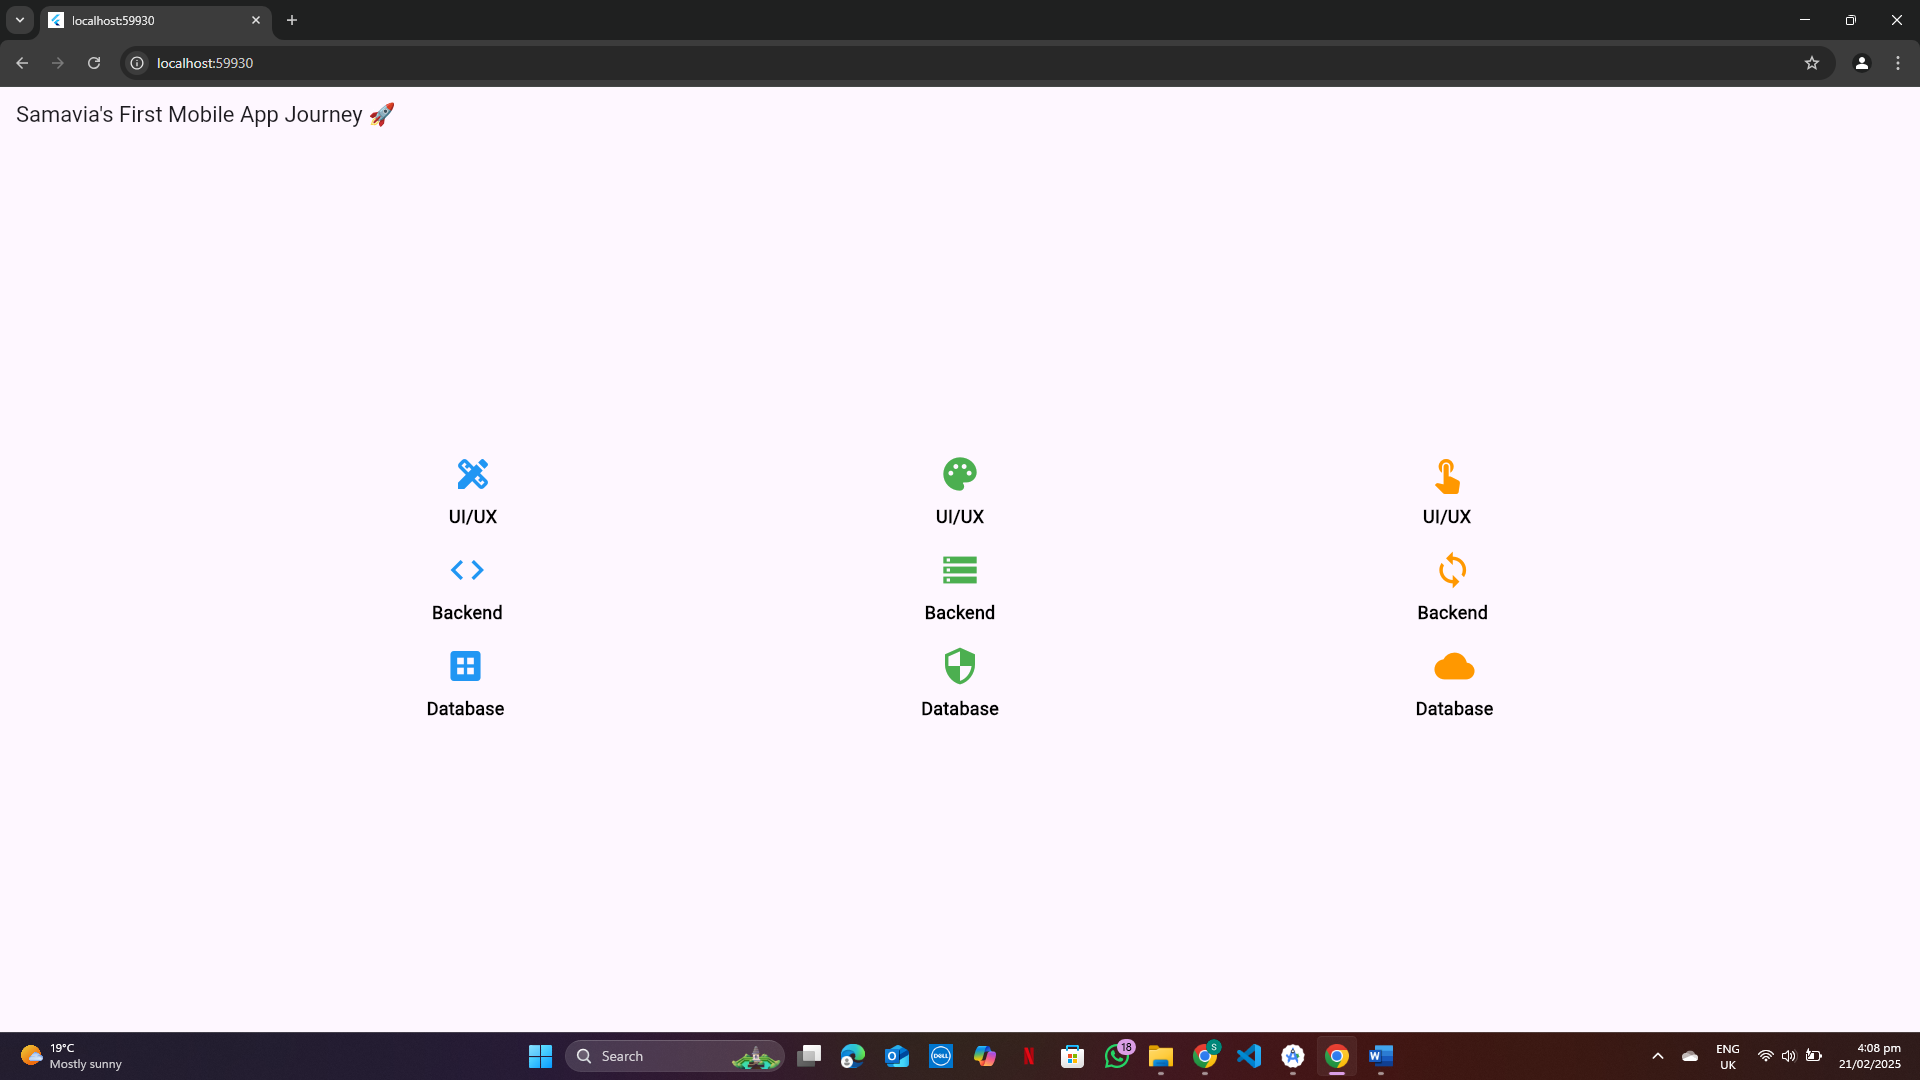 localhost:59930
localhost:59930
Samavia's First Mobile App Journey 🚀
UI/UX UI/UX UI/UX
Backend Backend Backend
Database Database Database
19°C
Mostly sunny
Search
DELL
18
S
ENG
UK
4:08 pm
21/02/2025